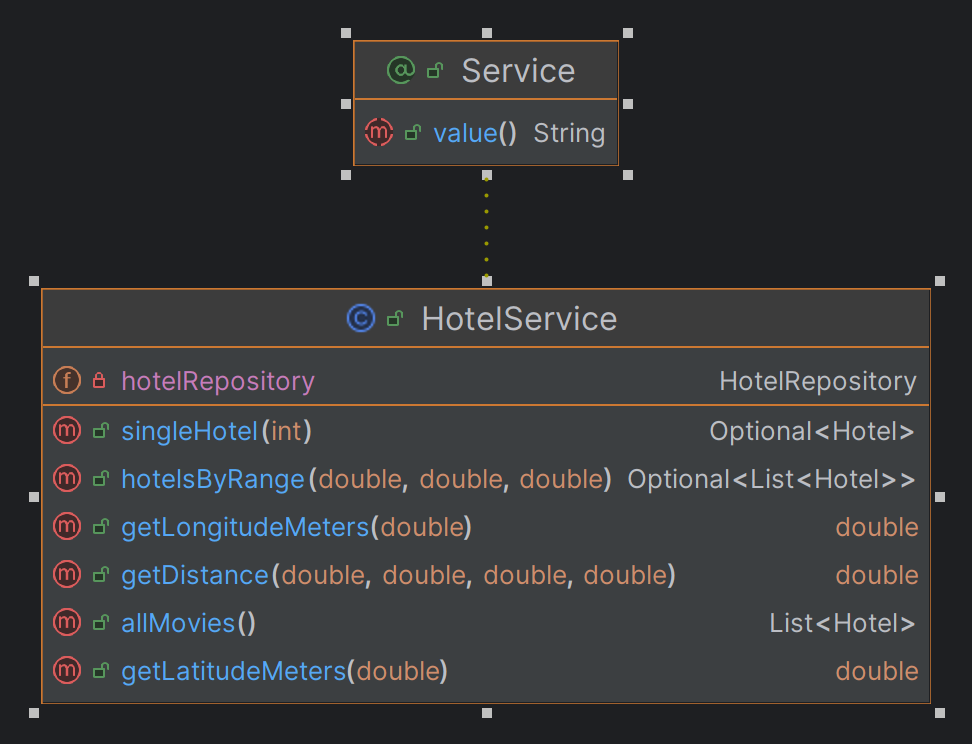 @ Service
m value() String
C HotelService
f hotelRepository HotelRepository
m singleHotel(int) Optional<Hotel>
m hotelsByRange(double, double, double) Optional<List<Hotel>>
m getLongitudeMeters(double) double
m getDistance(double, double, double, double) double
m allMovies() List<Hotel>
m getLatitudeMeters(double) double